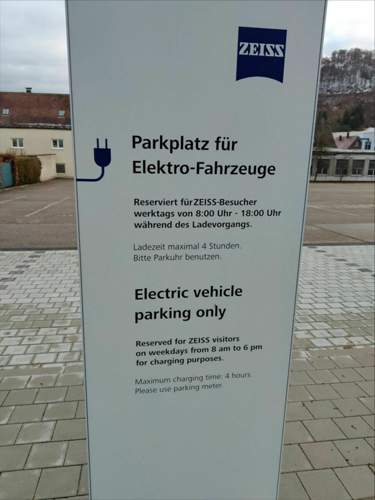 ZEISS
Parkplatz für
Elektro-Fahrzeuge
Reserviert für ZEISS-Besucher
werktags von 8:00 Uhr - 18:00 Uhr
während des Ladevorgangs.
Ladezeit maximal 4 Stunden.
Bitte Parkuhr benutzen.
Electric vehicle
parking only
Reserved for ZEISS visitors
on weekdays from 8 am to 6 pm
for charging purposes.
Maximum charging time: 4 hours.
Please use parking meter.